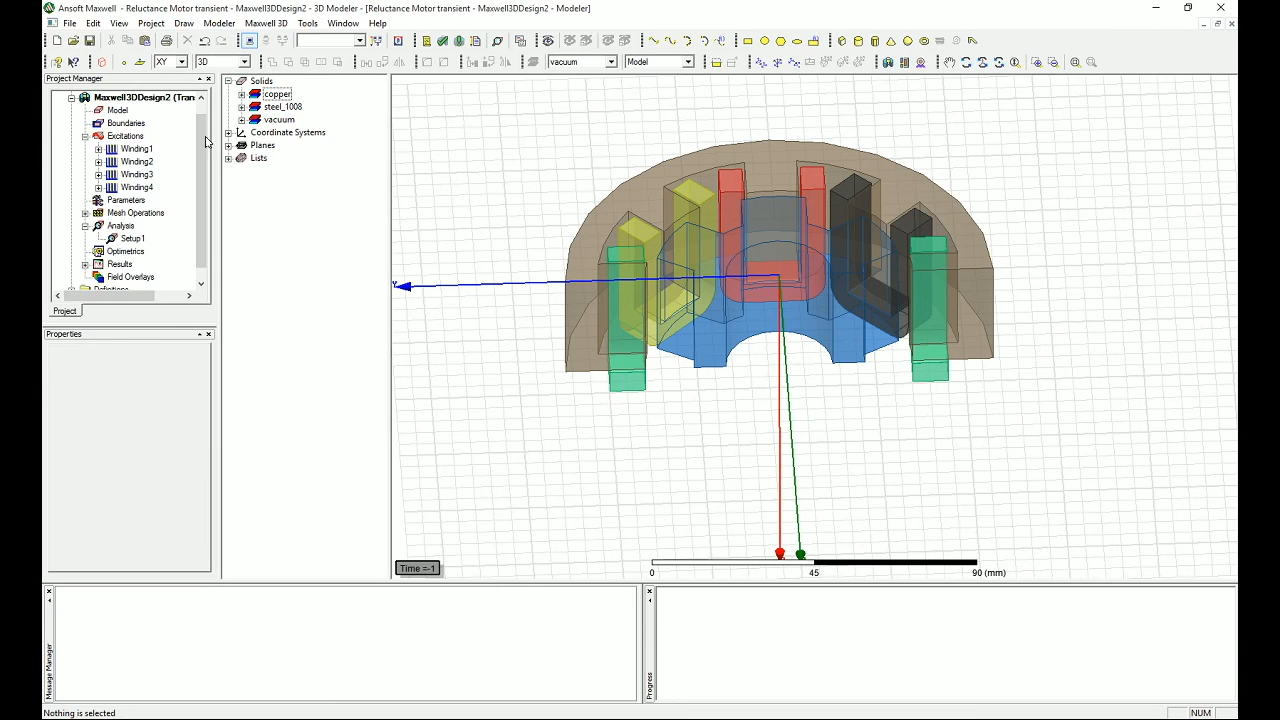 Ansoft Maxwell - Reluctance Motor transient - Maxwell3DDesign2 - 3D Modeler - [Reluctance Motor transient - Maxwell3DDesign2 - Modeler]
File Edit View Project Draw Modeler Maxwell 3D Tools Window Help
XY 3D vacuum Model
Project Manager
Maxwell3DDesign2 (Tran
Model
Boundaries
Excitations
Winding1
Winding2
Winding3
Winding4
Parameters
Mesh Operations
Analysis
Setup1
Optimetrics
Results
Field Overlays
Project
Properties
Solids
copper
steel_1008
vacuum
Coordinate Systems
Planes
Lists
Time =-1
0 45 90 (mm)
Message Manager
Progress
Nothing is selected
NUM